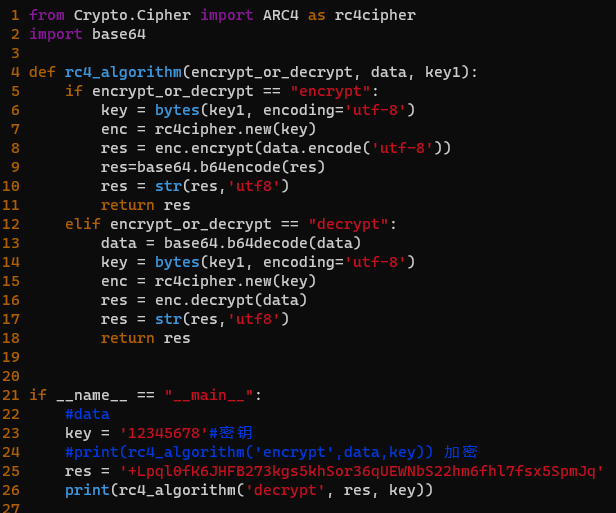 1 from Crypto.Cipher import ARC4 as rc4cipher
2 import base64
3
4 def rc4_algorithm(encrypt_or_decrypt, data, key1):
5     if encrypt_or_decrypt == "encrypt":
6         key = bytes(key1, encoding='utf-8')
7         enc = rc4cipher.new(key)
8         res = enc.encrypt(data.encode('utf-8'))
9         res=base64.b64encode(res)
10         res = str(res,'utf8')
11         return res
12     elif encrypt_or_decrypt == "decrypt":
13         data = base64.b64decode(data)
14         key = bytes(key1, encoding='utf-8')
15         enc = rc4cipher.new(key)
16         res = enc.decrypt(data)
17         res = str(res,'utf8')
18         return res
19
20
21 if __name__ == "__main__":
22     #data
23     key = '12345678'#密钥
24     #print(rc4_algorithm('encrypt',data,key)) 加密
25     res = '+Lpql0fK6JHFB273kgs5khSor36qUEWNbS22hm6fhl7fsx5SpmJq'
26     print(rc4_algorithm('decrypt', res, key))
27